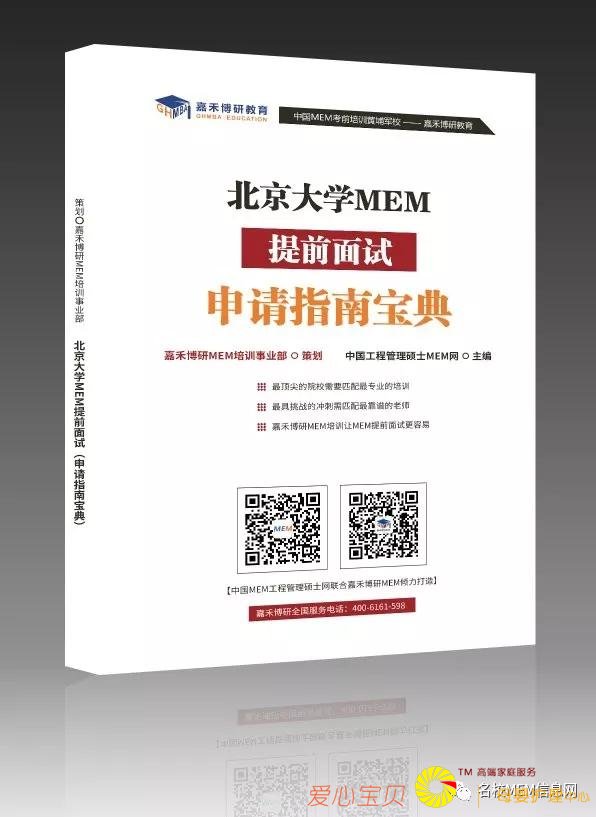 嘉禾博研教育
GHMBA EDUCATION
GHMBA
中国MEM考前培训黄埔军校 —— 嘉禾博研教育
北京大学MEM
提前面试
申请指南宝典
嘉禾博研MEM培训事业部 〇 策划 中国工程管理硕士MEM网 〇 主编
最顶尖的院校需要匹配最专业的培训
最具挑战的冲刺需匹配最靠谱的老师
嘉禾博研MEM培训让MEM提前面试更容易
MEM
【中国MEM工程管理硕士网联合嘉禾博研MEM倾力打造】
嘉禾博研全国服务电话：400-6161-598
策划〇嘉禾博研MEM培训事业部
北京大学MEM提前面试（申请指南宝典）
TM 高端家庭服务
爱心宝贝
名校MEM信息网
母婴护理中心